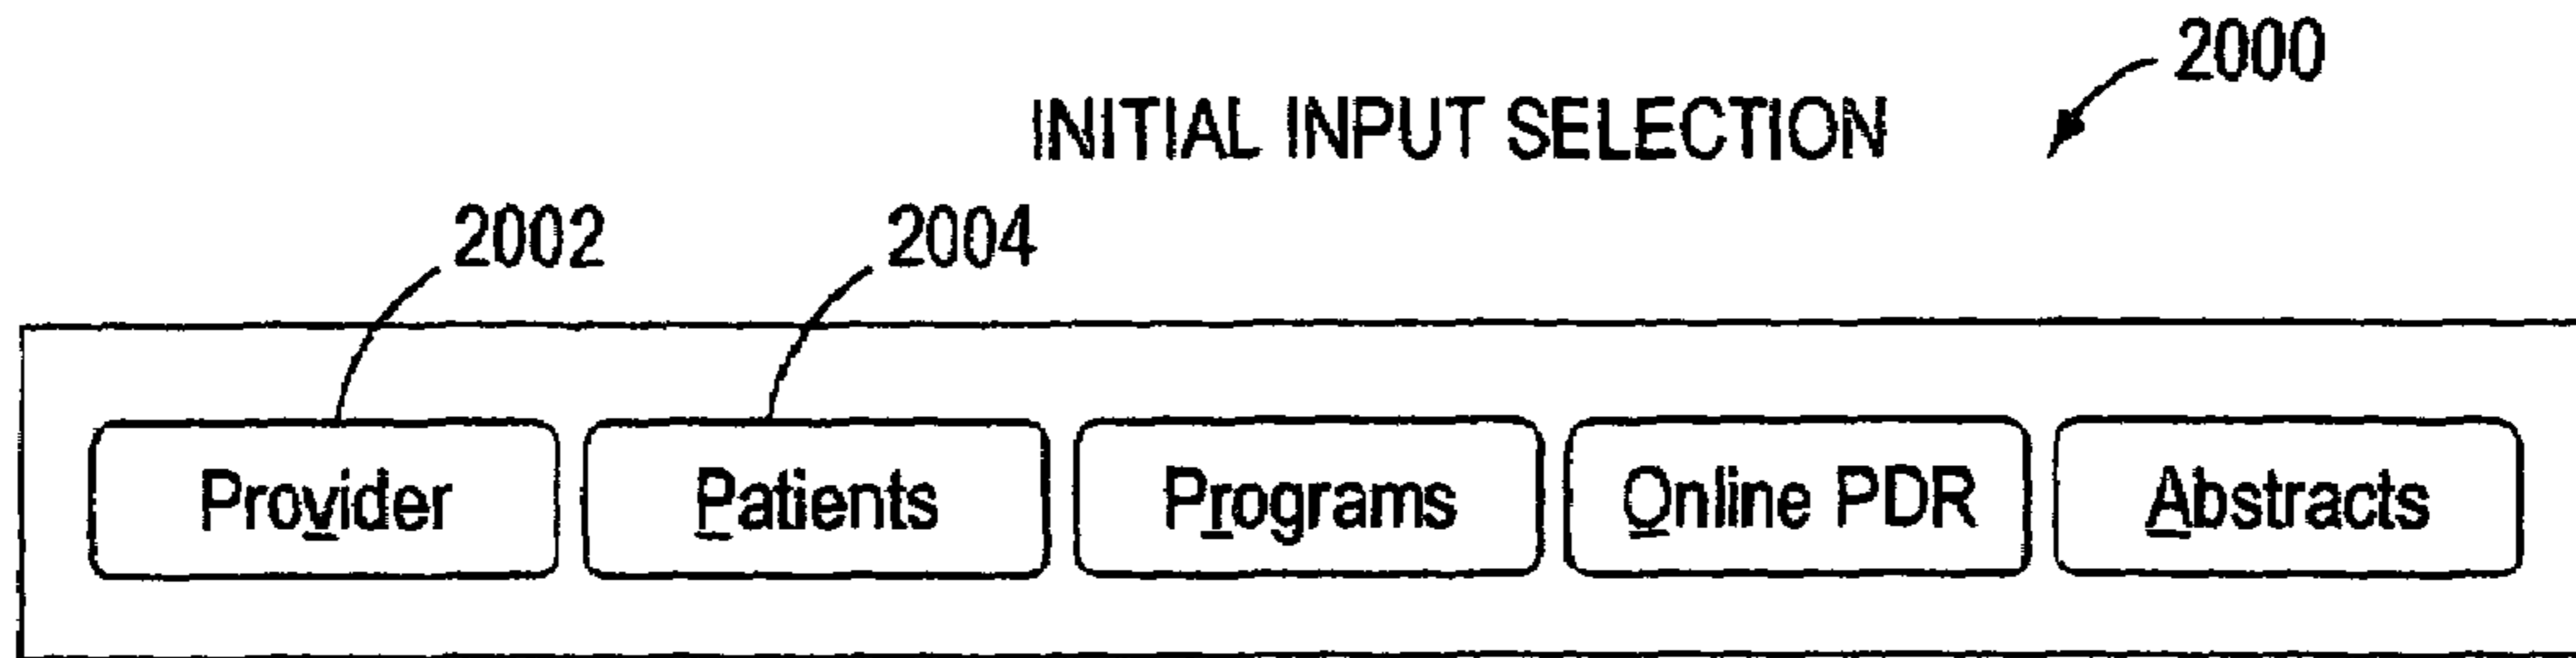 2000
INITIAL INPUT SELECTION
2002 2004
Provider Patients Programs Online PDR Abstracts